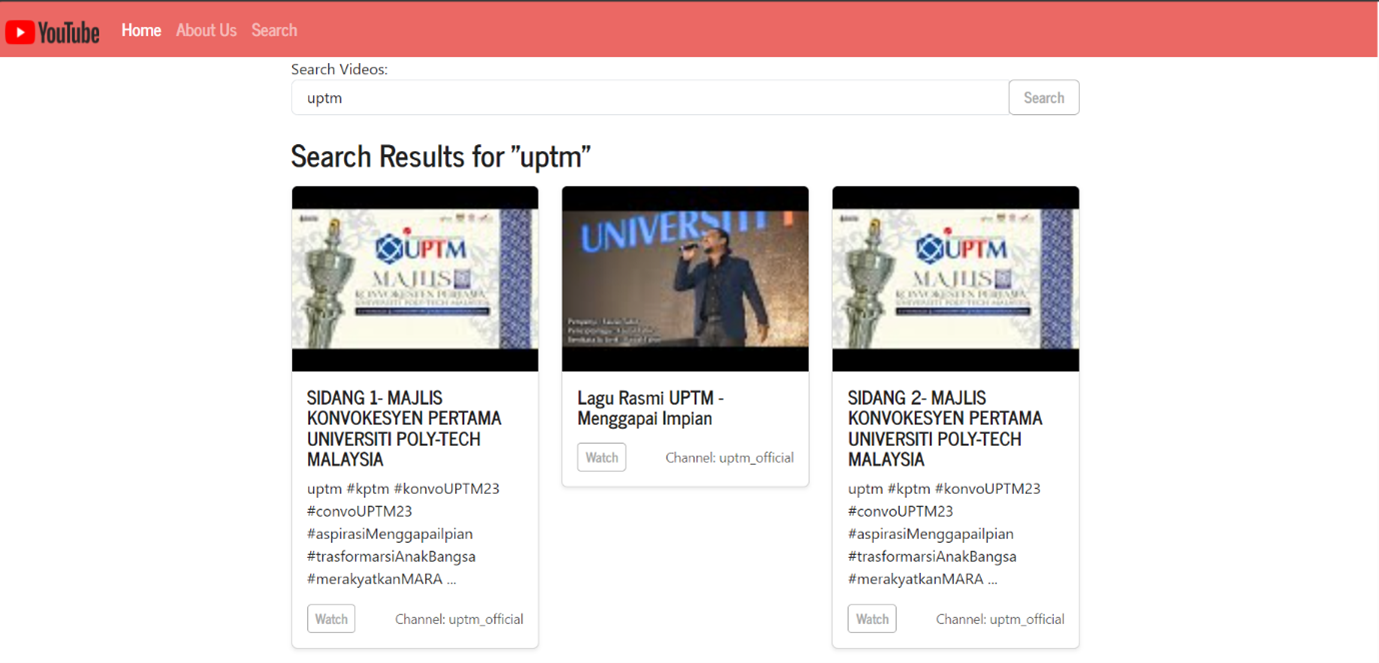 YouTube Home About Us Search
Search Videos:
uptm Search
Search Results for "uptm"
UPTM
MAJLIS
KONVOKESYEN PERTAMA
UNIVERSITI POLY-TECH MALAYSIA
SIDANG 1- MAJLIS
KONVOKESYEN PERTAMA
UNIVERSITI POLY-TECH
MALAYSIA
uptm #kptm #konvoUPTM23
#convoUPTM23
#aspirasiMenggapaiIpian
#trasformarsiAnakBangsa
#merakyatkanMARA ...
Watch Channel: uptm_official
UNIVERSITI
Lagu Rasmi UPTM -
Menggapai Impian
Watch Channel: uptm_official
UPTM
MAJLIS
KONVOKESYEN PERTAMA
UNIVERSITI POLY-TECH MALAYSIA
SIDANG 2- MAJLIS
KONVOKESYEN PERTAMA
UNIVERSITI POLY-TECH
MALAYSIA
uptm #kptm #konvoUPTM23
#convoUPTM23
#aspirasiMenggapaiIpian
#trasformarsiAnakBangsa
#merakyatkanMARA ...
Watch Channel: uptm_official